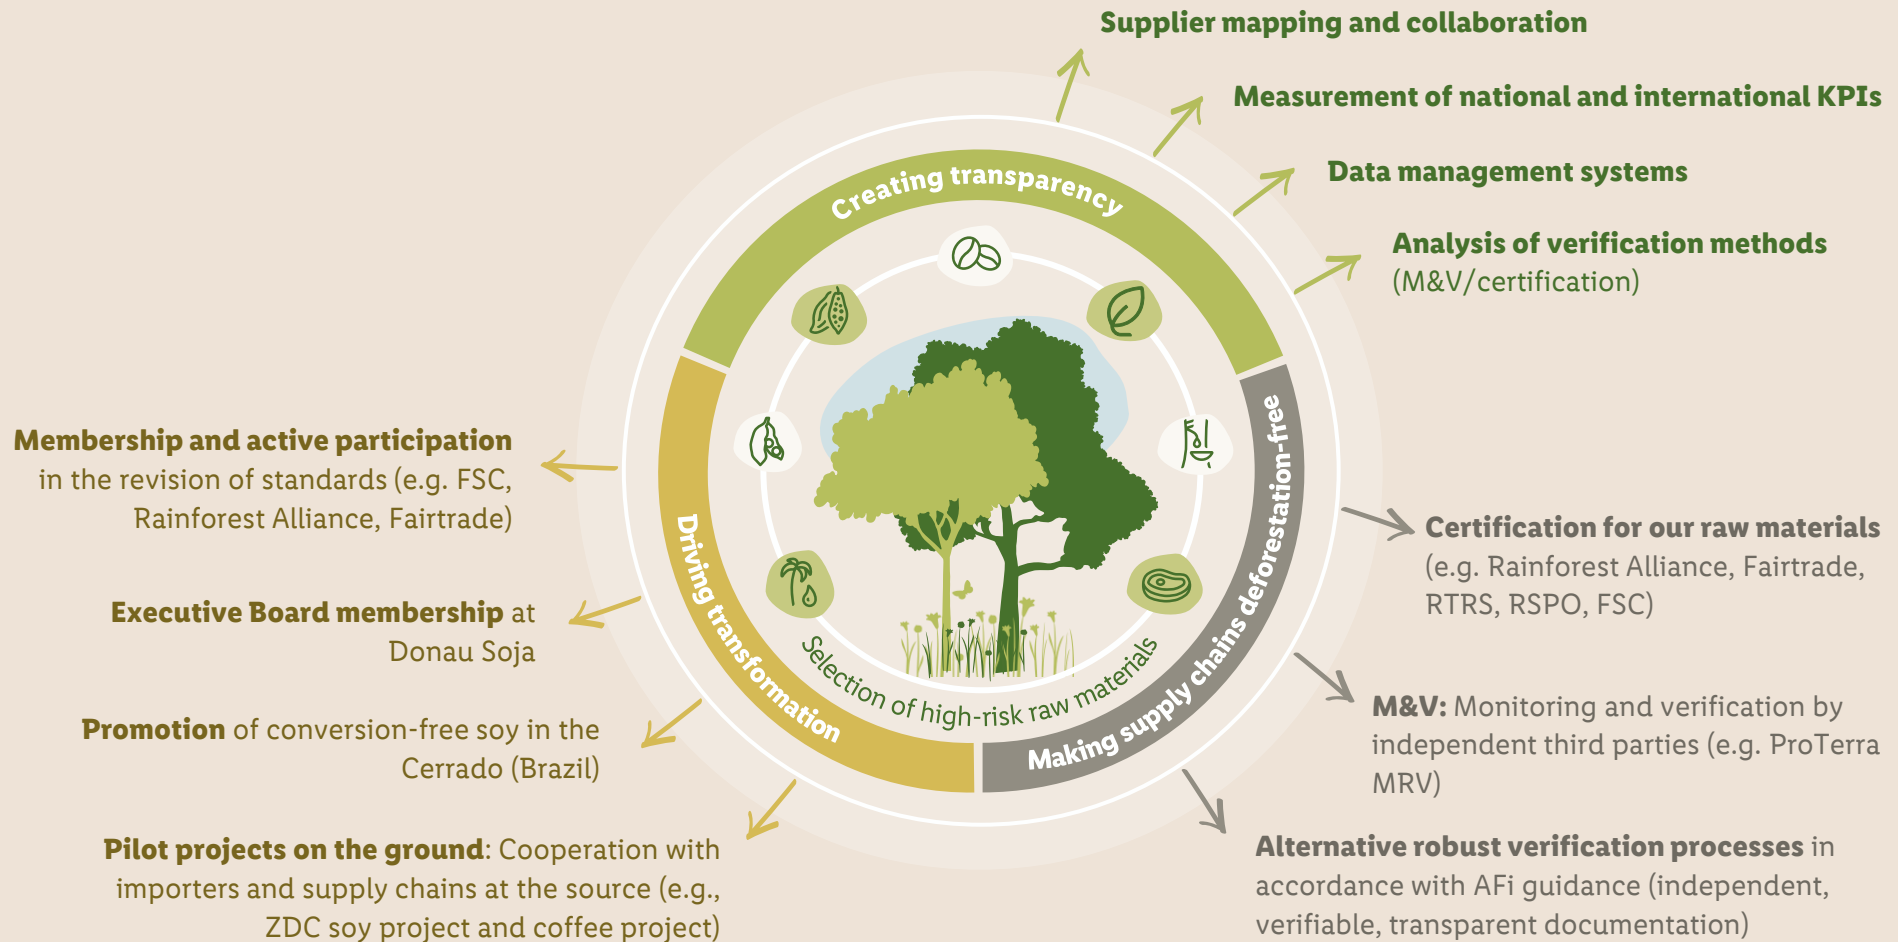 Supplier mapping and collaboration
Measurement of national and international KPIs
Data management systems
Analysis of verification methods
(M&V/certification)
Creating transparency
Making supply chains deforestation-free
Driving transformation
Selection of high-risk raw materials
Certification for our raw materials
(e.g. Rainforest Alliance, Fairtrade,
RTRS, RSPO, FSC)
M&V: Monitoring and verification by
independent third parties (e.g. ProTerra
MRV)
Alternative robust verification processes in
accordance with AFi guidance (independent,
verifiable, transparent documentation)
Membership and active participation
in the revision of standards (e.g. FSC,
Rainforest Alliance, Fairtrade)
Executive Board membership at
Donau Soja
Promotion of conversion-free soy in the
Cerrado (Brazil)
Pilot projects on the ground: Cooperation with
importers and supply chains at the source (e.g.,
ZDC soy project and coffee project)